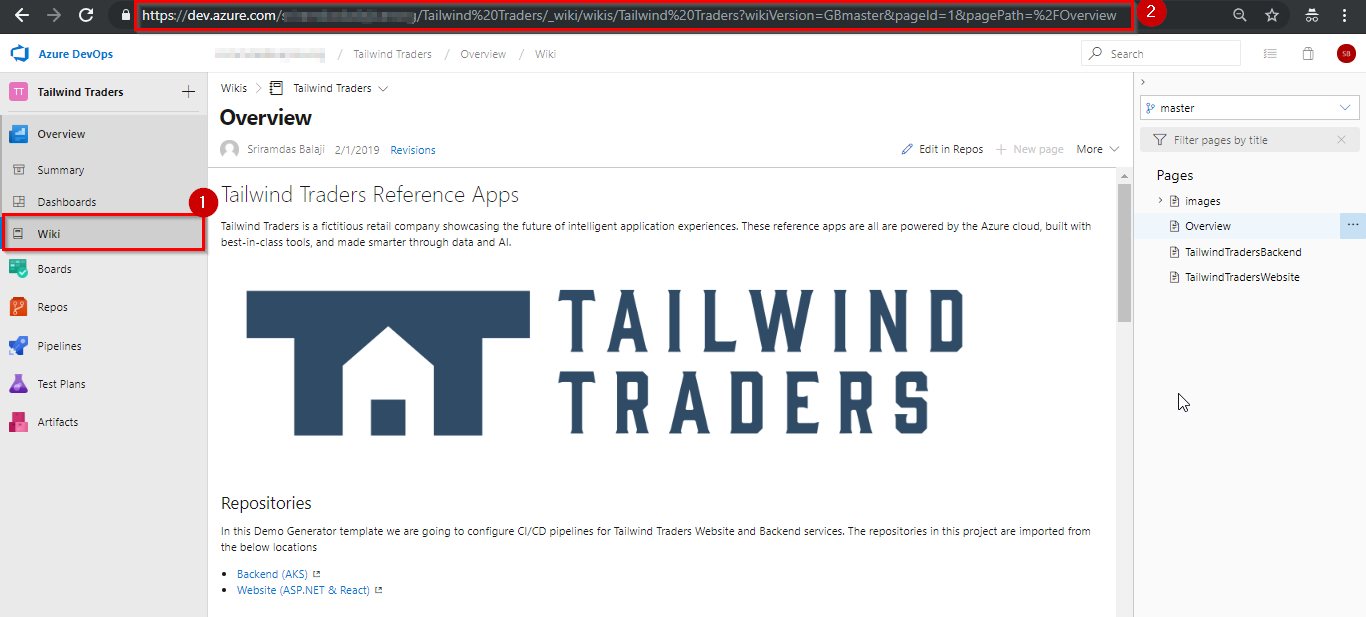 https://dev.azure.com/
/Tailwind%20Traders/_wiki/wikis/Tailwind%20Traders?wikiVersion=GBmaster&pageId=1&pagePath=%2FOverview
2
Azure DevOps
/ Tailwind Traders / Overview / Wiki
Search
SB
TT Tailwind Traders
Overview
Summary
Dashboards
1
Wiki
Boards
Repos
Pipelines
Test Plans
Artifacts
Wikis > Tailwind Traders
Overview
Sriramdas Balaji 2/1/2019 Revisions
Edit in Repos + New page More
Tailwind Traders Reference Apps
Tailwind Traders is a fictitious retail company showcasing the future of intelligent application experiences. These reference apps are all are powered by the Azure cloud, built with
best-in-class tools, and made smarter through data and AI.
TAILWIND
TRADERS
Repositories
In this Demo Generator template we are going to configure CI/CD pipelines for Tailwind Traders Website and Backend services. The repositories in this project are imported from
the below locations
• Backend (AKS)
• Website (ASP.NET & React)
master
Filter pages by title
Pages
images
Overview
...
TailwindTradersBackend
TailwindTradersWebsite